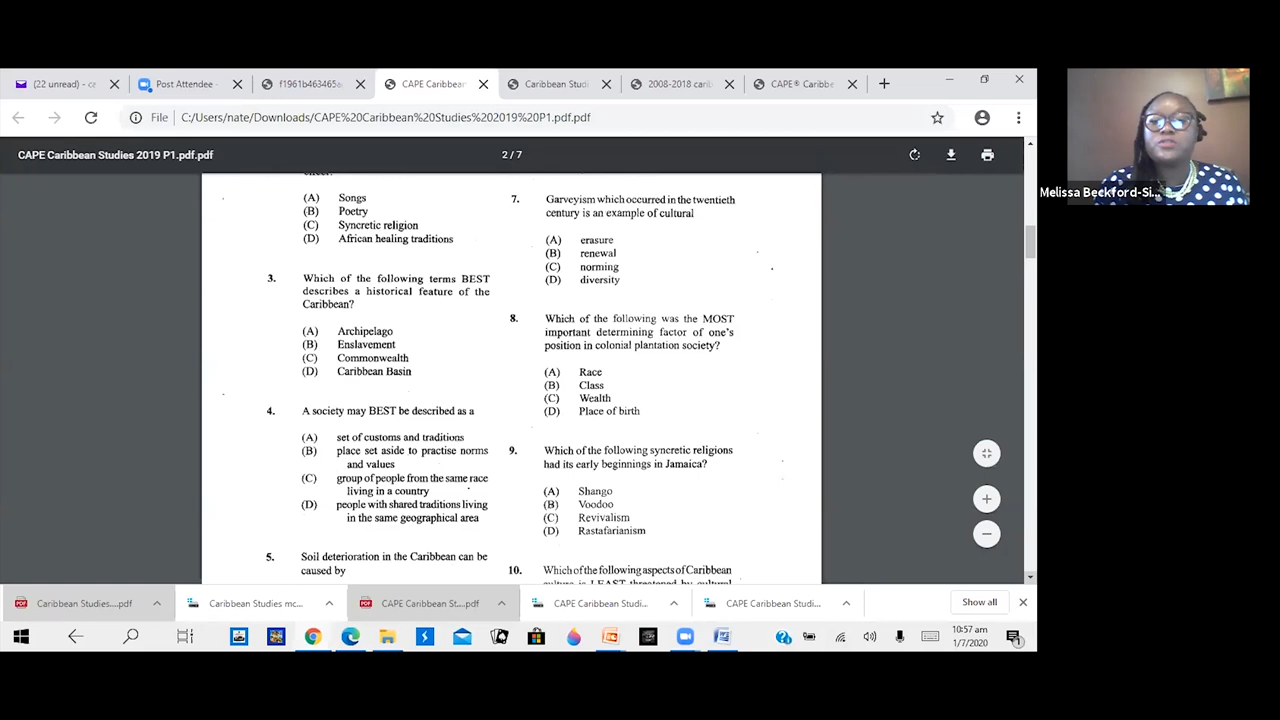 (22 unread) - ca
Post Attendee -
f1961b463465a
CAPE Caribbean
Caribbean Studi
2008-2018 carib
CAPE® Caribbe
File
C:/Users/nate/Downloads/CAPE%20Caribbean%20Studies%202019%20P1.pdf.pdf
CAPE Caribbean Studies 2019 P1.pdf.pdf
2 / 7
(A) Songs
(B) Poetry
(C) Syncretic religion
(D) African healing traditions
3. Which of the following terms BEST
describes a historical feature of the
Caribbean?
(A) Archipelago
(B) Enslavement
(C) Commonwealth
(D) Caribbean Basin
4. A society may BEST be described as a
(A) set of customs and traditions
(B) place set aside to practise norms
and values
(C) group of people from the same race
living in a country
(D) people with shared traditions living
in the same geographical area
5. Soil deterioration in the Caribbean can be
caused by
7. Garveyism which occurred in the twentieth
century is an example of cultural
(A) erasure
(B) renewal
(C) norming
(D) diversity
8. Which of the following was the MOST
important determining factor of one's
position in colonial plantation society?
(A) Race
(B) Class
(C) Wealth
(D) Place of birth
9. Which of the following syncretic religions
had its early beginnings in Jamaica?
(A) Shango
(B) Voodoo
(C) Revivalism
(D) Rastafarianism
10. Which of the following aspects of Caribbean
culture is LEAST threatened by cultural
Melissa Beckford-Si...
Caribbean Studies....pdf
Caribbean Studies mc...
CAPE Caribbean St....pdf
CAPE Caribbean Studi...
CAPE Caribbean Studi...
Show all
10:57 am
1/7/2020